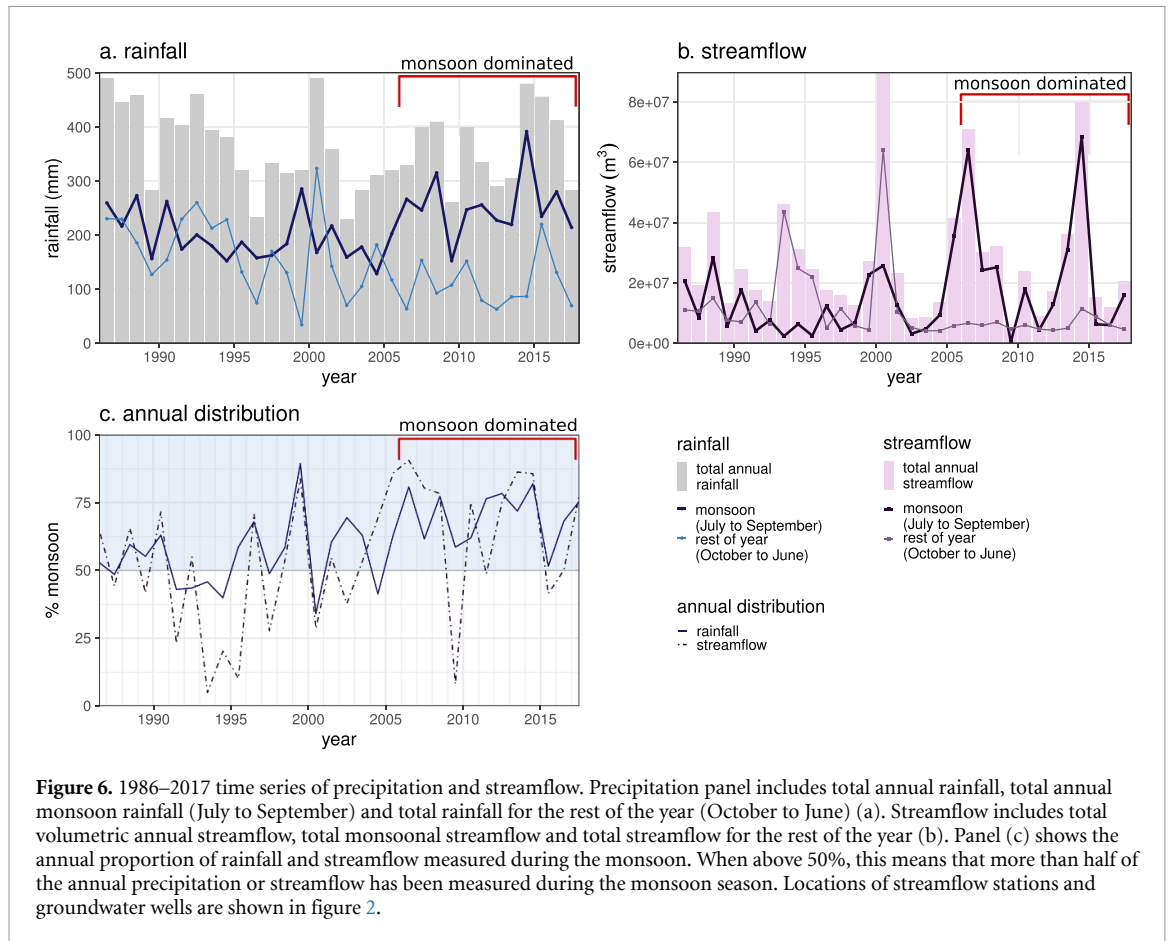 a. rainfall
monsoon dominated
500
400
300
200
100
0
rainfall (mm)
1990
1995
2000
2005
2010
2015
year
b. streamflow
monsoon dominated
8e+07
6e+07
4e+07
2e+07
0e+00
streamflow (m³)
1990
1995
2000
2005
2010
2015
year
c. annual distribution
monsoon dominated
100
75
50
25
0
% monsoon
1990
1995
2000
2005
2010
2015
year
rainfall
total annual
rainfall
monsoon
(July to September)
rest of year
(October to June)
streamflow
total annual
streamflow
monsoon
(July to September)
rest of year
(October to June)
annual distribution
rainfall
streamflow
Figure 6. 1986–2017 time series of precipitation and streamflow. Precipitation panel includes total annual rainfall, total annual
monsoon rainfall (July to September) and total rainfall for the rest of the year (October to June) (a). Streamflow includes total
volumetric annual streamflow, total monsoonal streamflow and total streamflow for the rest of the year (b). Panel (c) shows the
annual proportion of rainfall and streamflow measured during the monsoon. When above 50%, this means that more than half of
the annual precipitation or streamflow has been measured during the monsoon season. Locations of streamflow stations and
groundwater wells are shown in figure 2.